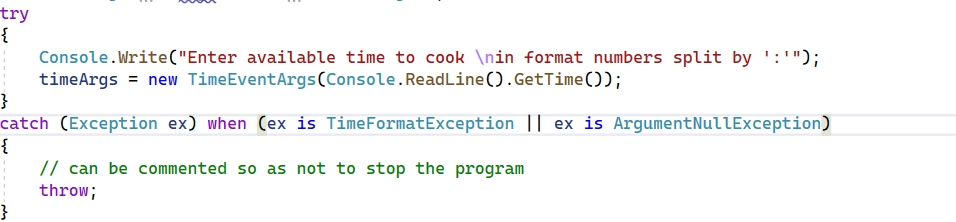 try
{
Console.Write("Enter available time to cook \nin format numbers split by ':'");
timeArgs = new TimeEventArgs(Console.ReadLine().GetTime());
}
catch (Exception ex) when (ex is TimeFormatException || ex is ArgumentNullException)
{
// can be commented so as not to stop the program
throw;
}